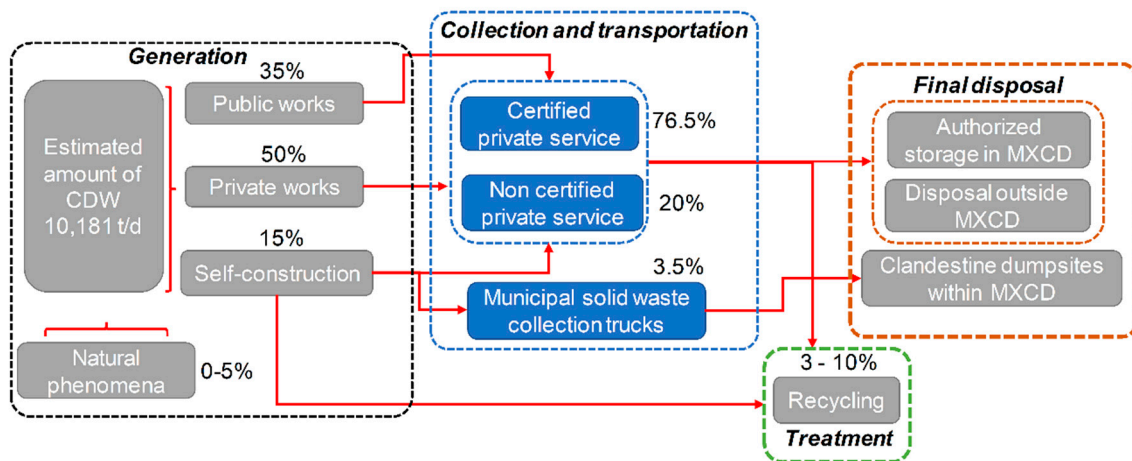 Generation
Estimated
amount of
CDW
10,181 t/d
35%
Public works
50%
Private works
15%
Self-construction
Natural
phenomena
0-5%
Collection and transportation
Certified
private service
76.5%
Non certified
private service
20%
3.5%
Municipal solid waste
collection trucks
Final disposal
Authorized
storage in MXCD
Disposal outside
MXCD
Clandestine dumpsites
within MXCD
3 - 10%
Recycling
Treatment